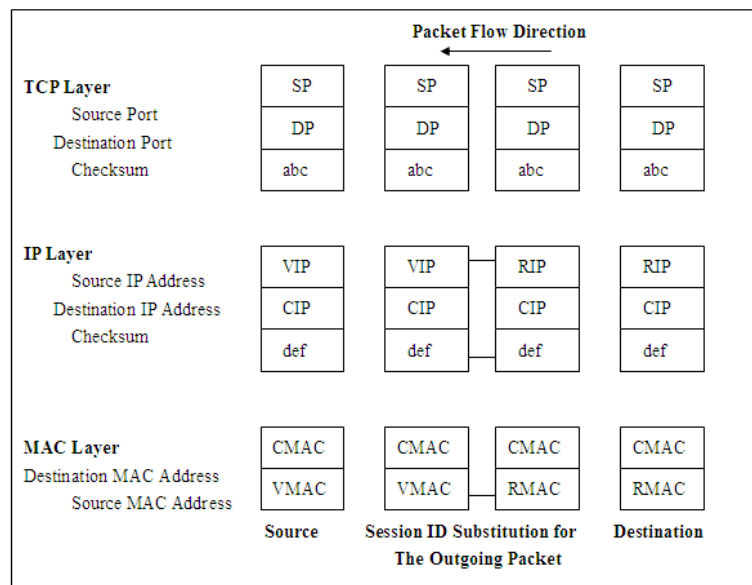 Packet Flow Direction
TCP Layer
Source Port
Destination Port
Checksum
SP SP SP SP
DP DP DP DP
abc abc abc abc
IP Layer
Source IP Address
Destination IP Address
Checksum
VIP VIP RIP RIP
CIP CIP CIP CIP
def def def def
MAC Layer
Destination MAC Address
Source MAC Address
CMAC CMAC CMAC CMAC
VMAC VMAC RMAC RMAC
Source
Session ID Substitution for
The Outgoing Packet
Destination